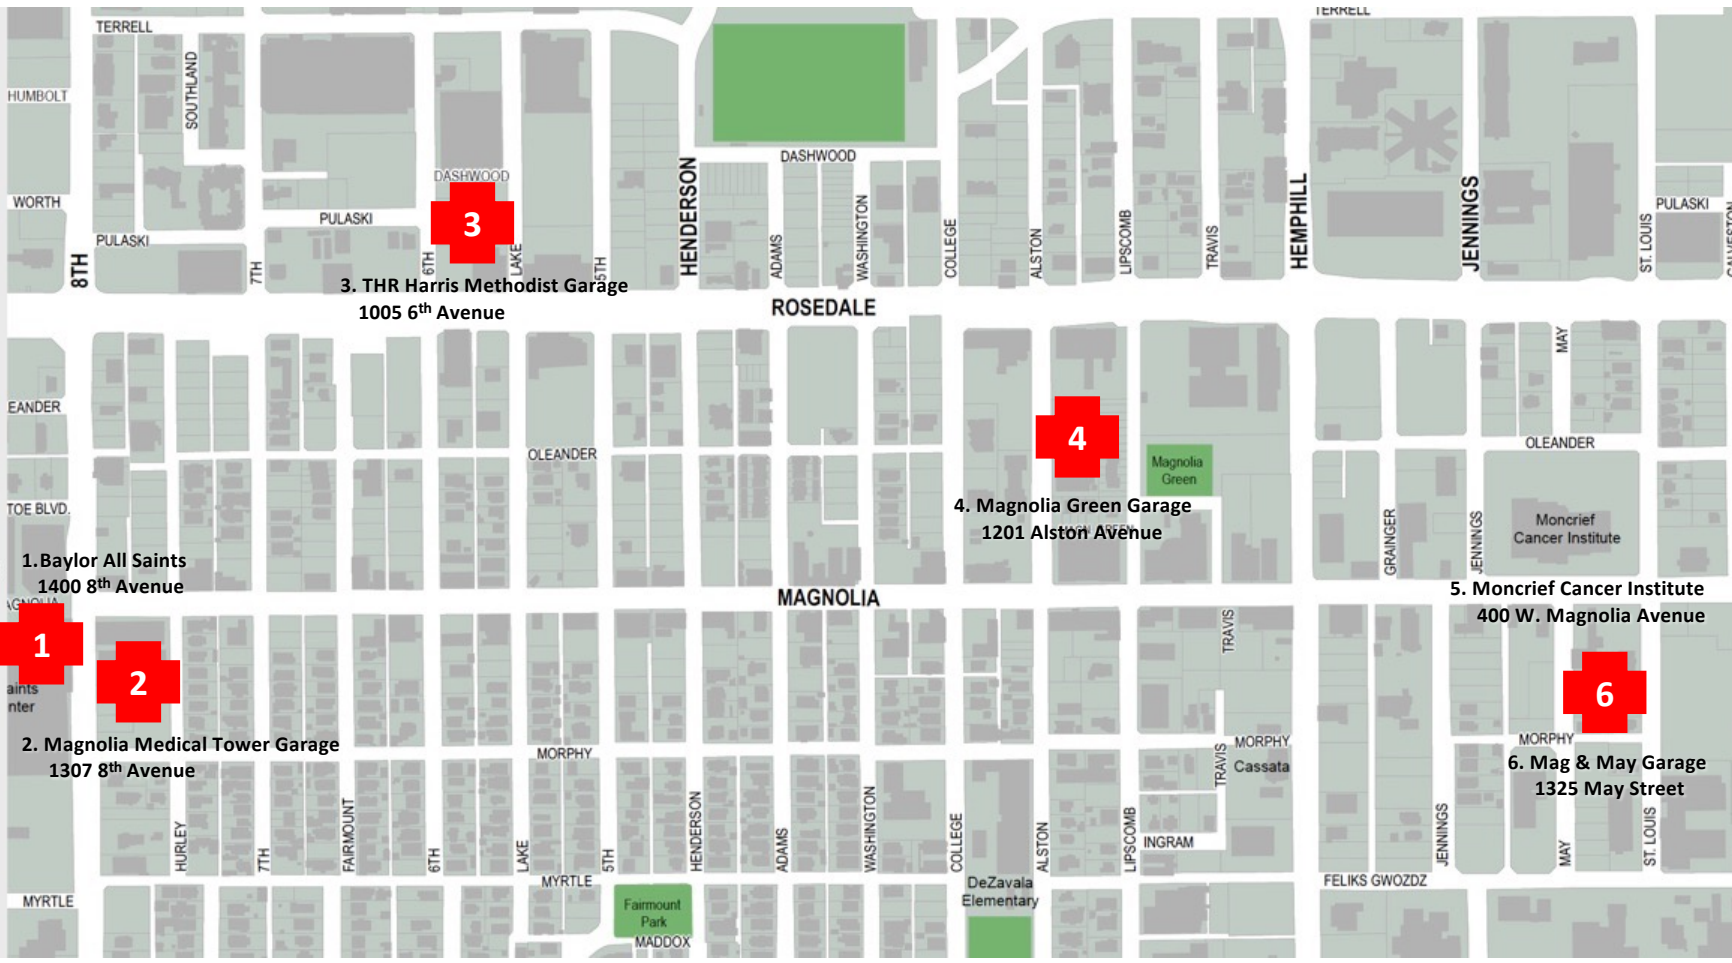 TERRELL
TERRELL
SOUTHLAND
HUMBOLT
DASHWOOD
DASHWOOD
WORTH
PULASKI
PULASKI
PULASKI
8TH
7TH
6TH
LAKE
5TH
HENDERSON
ADAMS
WASHINGTON
COLLEGE
ALSTON
LIPSCOMB
TRAVIS
HEMPHILL
JENNINGS
ST. LOUIS
GALVESTON
3
3. THR Harris Methodist Garage
1005 6th Avenue
ROSEDALE
MAY
EANDER
OLEANDER
OLEANDER
4
Magnolia
Green
4. Magnolia Green Garage
MAGN GREEN
1201 Alston Avenue
TOE BLVD.
GRAINGER
JENNINGS
Moncrief
Cancer Institute
1.Baylor All Saints
1400 8th Avenue
AGNOLIA
MAGNOLIA
5. Moncrief Cancer Institute
400 W. Magnolia Avenue
1
aints
nter
2
2. Magnolia Medical Tower Garage
1307 8th Avenue
TRAVIS
6
MORPHY
MORPHY
MORPHY
Cassata
TRAVIS
6. Mag & May Garage
1325 May Street
HURLEY
7TH
FAIRMOUNT
6TH
LAKE
5TH
HENDERSON
ADAMS
WASHINGTON
COLLEGE
ALSTON
LIPSCOMB
INGRAM
JENNINGS
MAY
ST. LOUIS
MYRTLE
MYRTLE
FELIKS GWOZDZ
DeZavala
Elementary
Fairmount
Park
MADDOX